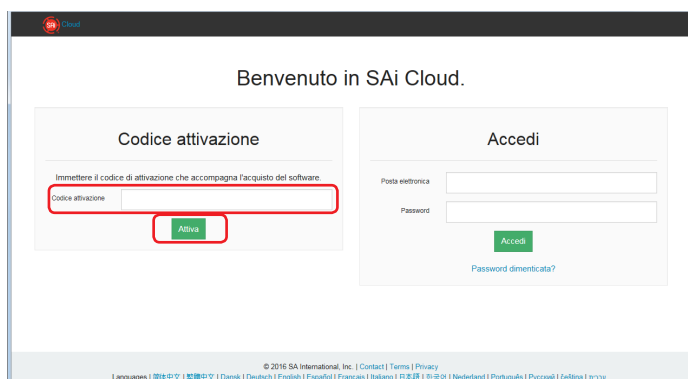 SAi Cloud
Benvenuto in SAi Cloud.
Codice attivazione
Immettere il codice di attivazione che accompagna l'acquisto del software.
Codice attivazione
Attiva
Accedi
Posta elettronica
Password
Accedi
Password dimenticata?
© 2016 SA International, Inc. | Contact | Terms | Privacy
Languages | 简体中文 | 繁體中文 | Dansk | Deutsch | English | Español | Français | Italiano | 日本語 | 한국어 | Nederland | Português | Русский | čeština | עברית